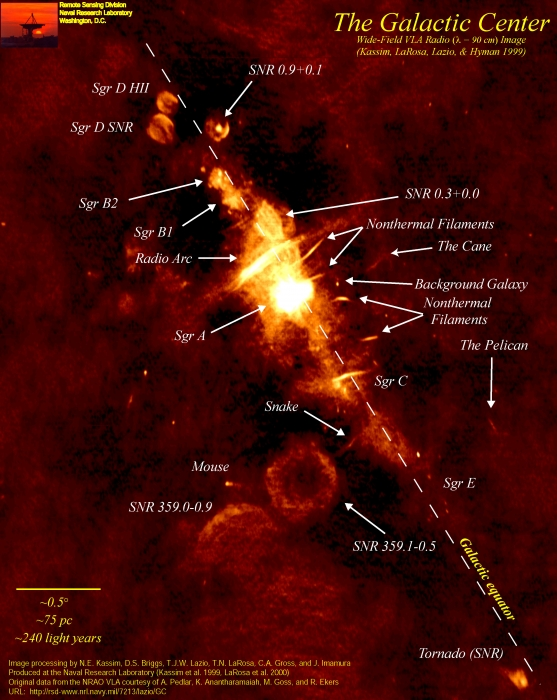 Remote Sensing Division
Naval Research Laboratory
Washington, D.C.
The Galactic Center
Wide-Field VLA Radio (λ = 90 cm) Image
(Kassim, LaRosa, Lazio, & Hyman 1999)
SNR 0.9+0.1
Sgr D HII
Sgr D SNR
SNR 0.3+0.0
Sgr B2
Nonthermal Filaments
Sgr B1
The Cane
Radio Arc
Background Galaxy
Nonthermal
Filaments
Sgr A
The Pelican
Sgr C
Snake
Mouse
Sgr E
SNR 359.0-0.9
SNR 359.1-0.5
Galactic equator
~0.5°
~75 pc
~240 light years
Tornado (SNR)
Image processing by N.E. Kassim, D.S. Briggs, T.J.W. Lazio, T.N. LaRosa, C.A. Gross, and J. Imamura
Produced at the Naval Research Laboratory (Kassim et al. 1999, LaRosa et al. 2000)
Original data from the NRAO VLA courtesy of A. Pedlar, K. Anantharamaiah, M. Goss, and R. Ekers
URL: http://rsd-www.nrl.navy.mil/7213/lazio/GC